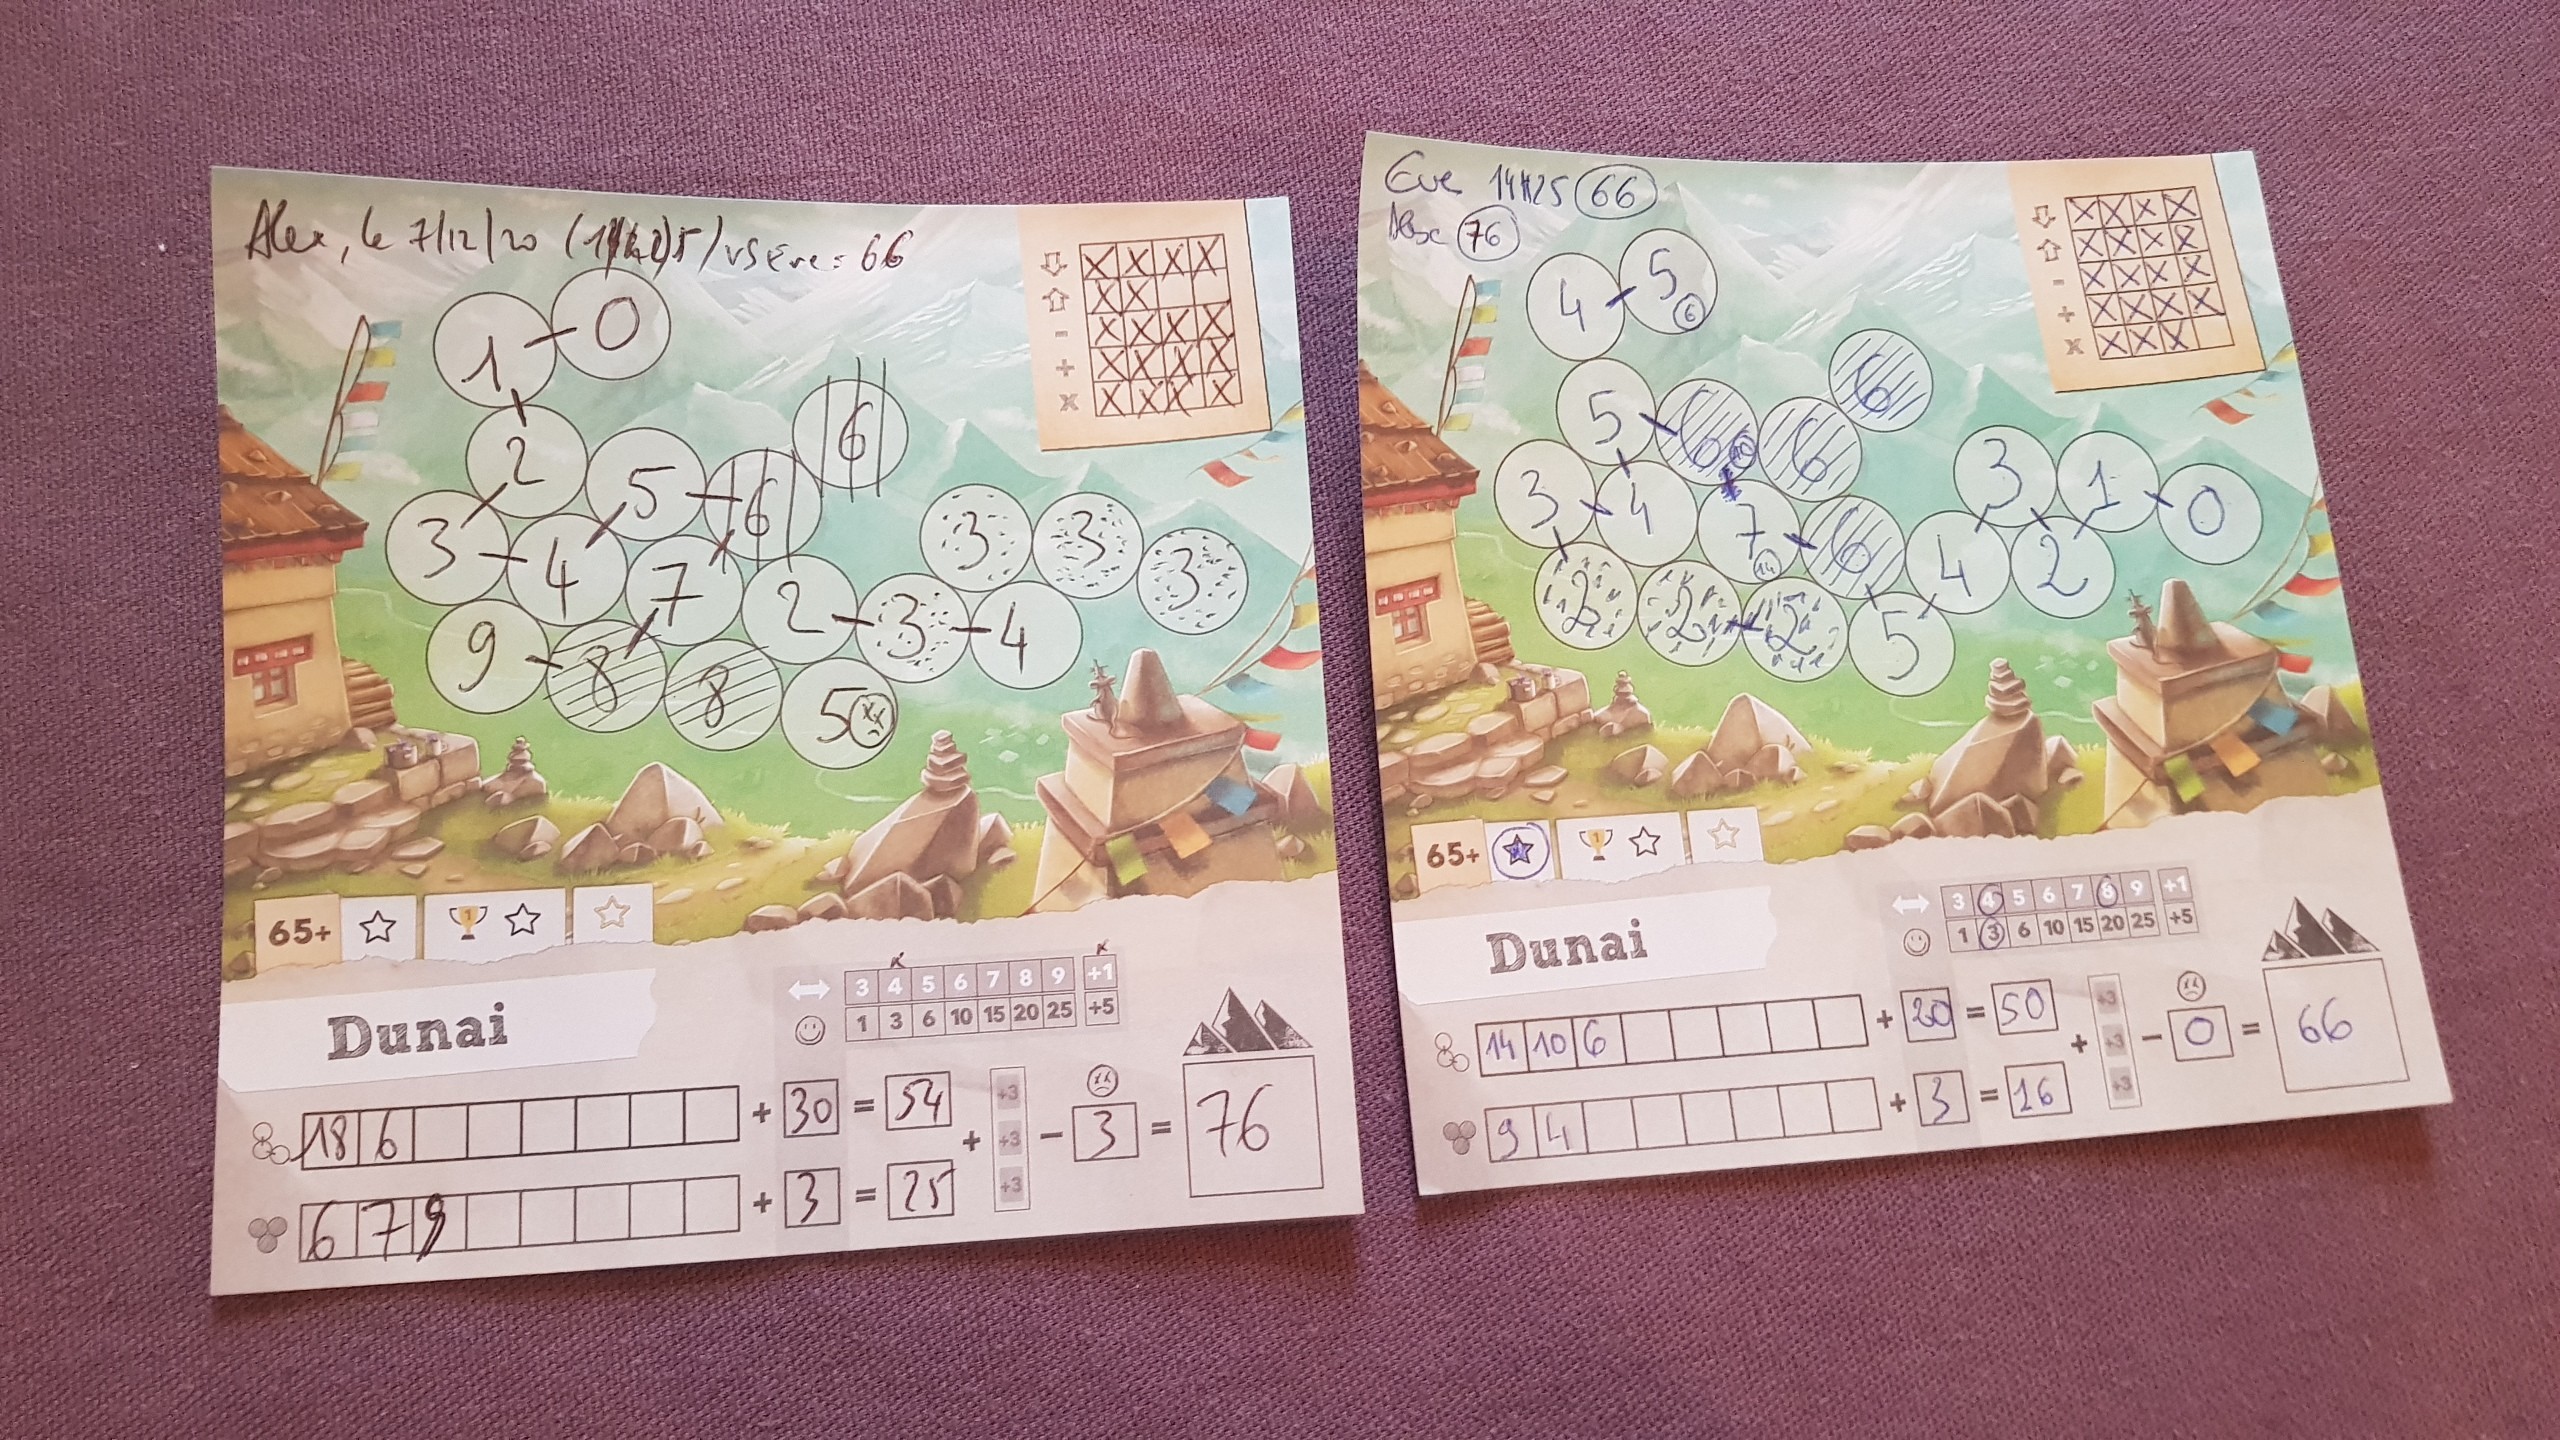 Alex, le 7/12/20 (14h25) vs Eve: 66
1 0
2 5 6 6
3 4 7 2 3 4 3 3 3
9 8 8 5
-
+
x
65+ 1
Dunai
3 4 5 6 7 8 9 +1
1 3 6 10 15 20 25 +5
18 6 + 30 = 54
+ +3 +3 +3 - 3 = 76
6 7 9 + 3 = 25
Eve 14h25 66
Alex 76
4 5 6
5 6 10 6 6
3 4 7 14 6 4 3 2 1 0
2 2 2 5
-
+
x
65+ 1
Dunai
3 4 5 6 7 8 9 +1
1 3 6 10 15 20 25 +5
14 10 6 + 20 = 50
+ +3 +3 +3 - 0 = 66
9 4 + 3 = 16